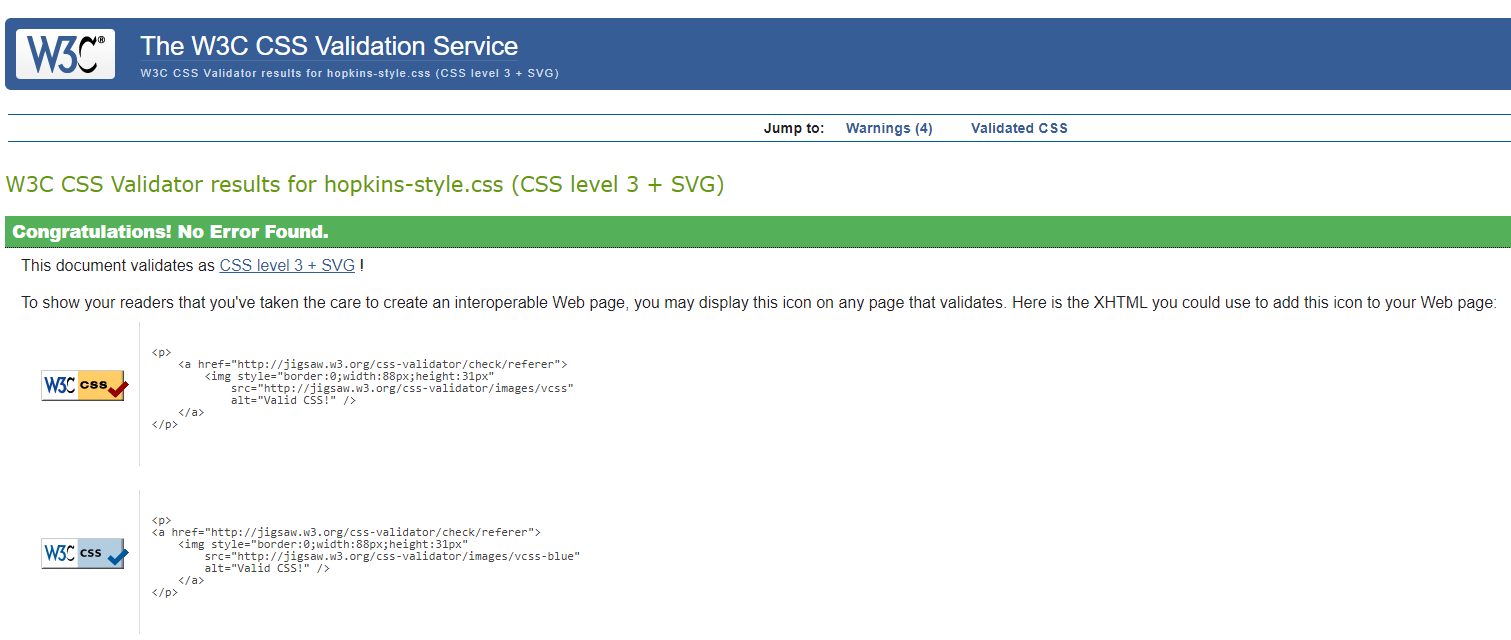 W3C®
The W3C CSS Validation Service
W3C CSS Validator results for hopkins-style.css (CSS level 3 + SVG)
Jump to: Warnings (4) Validated CSS
W3C CSS Validator results for hopkins-style.css (CSS level 3 + SVG)
Congratulations! No Error Found.
This document validates as CSS level 3 + SVG !
To show your readers that you've taken the care to create an interoperable Web page, you may display this icon on any page that validates. Here is the XHTML you could use to add this icon to your Web page:
W3C css
<p>
<a href="http://jigsaw.w3.org/css-validator/check/referer">
<img style="border:0;width:88px;height:31px"
src="http://jigsaw.w3.org/css-validator/images/vcss"
alt="Valid CSS!" />
</a>
</p>
W3C css
<p>
<a href="http://jigsaw.w3.org/css-validator/check/referer">
<img style="border:0;width:88px;height:31px"
src="http://jigsaw.w3.org/css-validator/images/vcss-blue"
alt="Valid CSS!" />
</a>
</p>